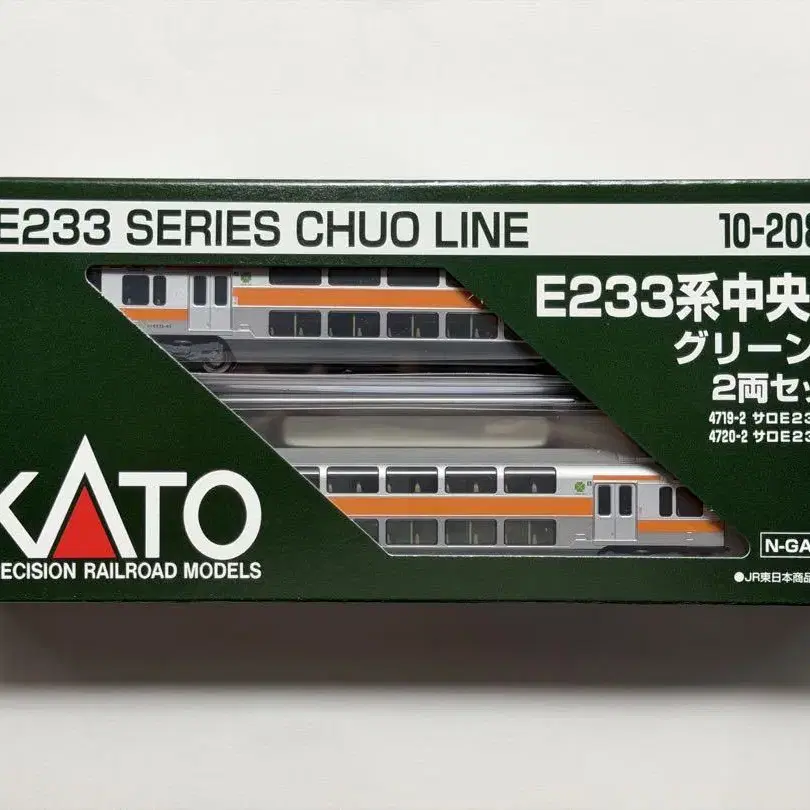 E233 SERIES CHUO LINE
10-208
E233系中央
グリーン
2両セッ
4719-2 サロE23
4720-2 サロE23
KATO
RECISION RAILROAD MODELS
N-GA
●JR東日本商品